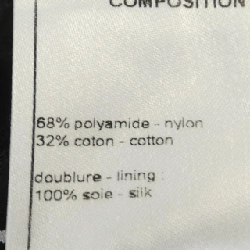 COMPOSITION
68% polyamide - nylon
32% coton - cotton
doublure - lining
100% soie - silk